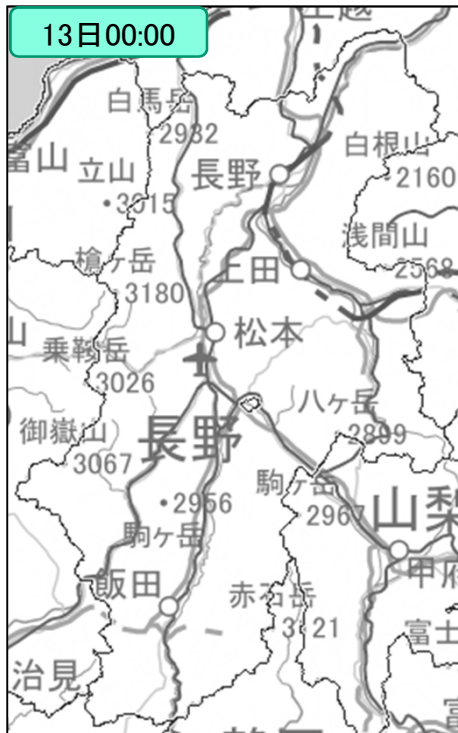 13日00:00
上越
白馬岳
2932
富山
立山
3015
長野
白根山
2160
浅間山
2568
槍ヶ岳
3180
上田
松本
乗鞍岳
3026
八ヶ岳
2899
御嶽山
3067
長野
駒ヶ岳
2967
2956
駒ヶ岳
山梨
甲府
飯田
赤石岳
3121
富士
治見
富